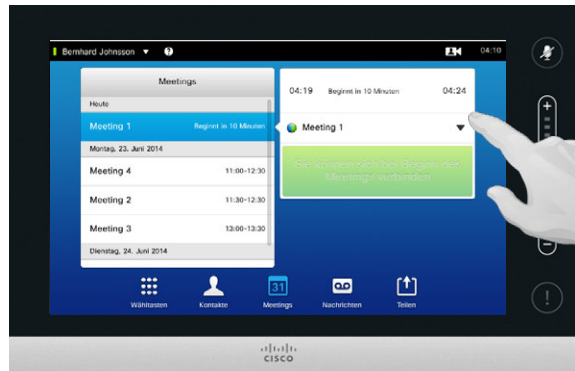 Bernhard Johnsson
04:10
Meetings
Heute
Meeting 1 Beginnt in 10 Minuten
Montag, 23. Juni 2014
Meeting 4 11:00-12:30
Meeting 2 11:30-12:30
Meeting 3 13:00-13:30
Dienstag, 24. Juni 2014
04:19 Beginnt in 10 Minuten 04:24
Meeting 1
Sie können sich bei Beginn des
Meetings verbinden
Wähltasten Kontakte 31 Meetings Nachrichten Teilen
CISCO